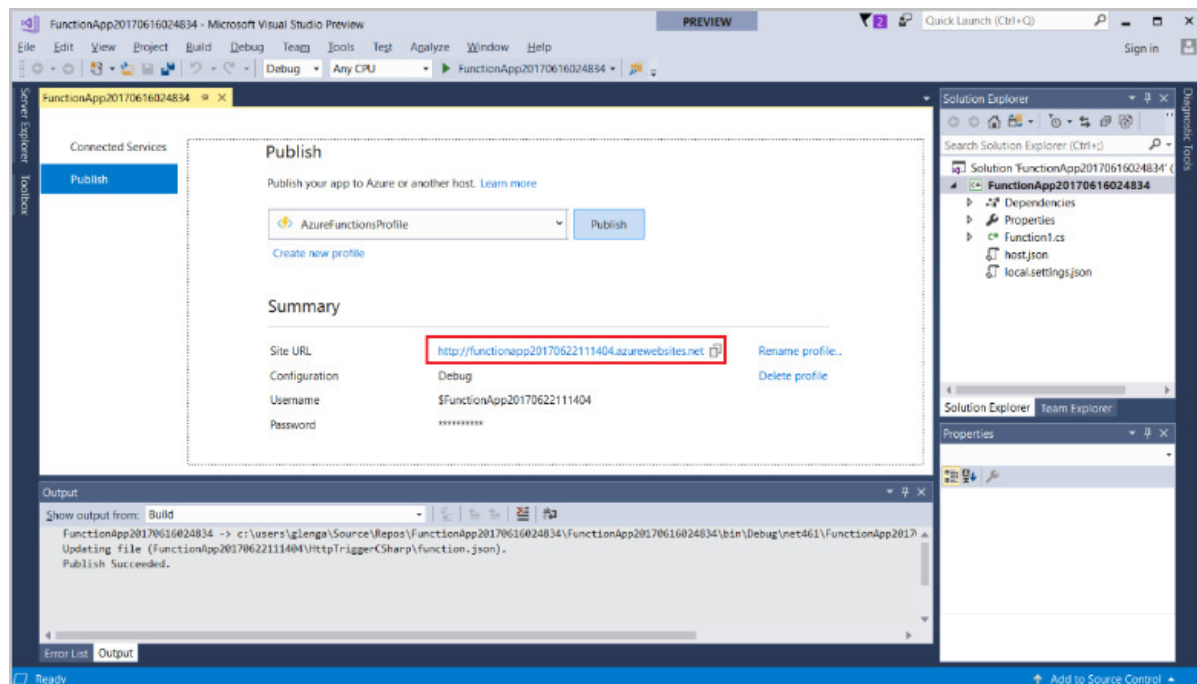 FunctionApp20170616024834 - Microsoft Visual Studio Preview
PREVIEW
2
Quick Launch (Ctrl+Q)
File Edit View Project Build Debug Team Tools Test Analyze Window Help
Sign in
Debug Any CPU FunctionApp20170616024834
Server Explorer
Toolbox
FunctionApp20170616024834
Connected Services
Publish
Publish
Publish your app to Azure or another host. Learn more
AzureFunctionsProfile
Publish
Create new profile
Summary
Site URL http://functionapp20170622111404.azurewebsites.net Rename profile...
Configuration Debug Delete profile
Username $FunctionApp20170622111404
Password **********
Solution Explorer
Search Solution Explorer (Ctrl+;)
Solution 'FunctionApp20170616024834' (
C# FunctionApp20170616024834
Dependencies
Properties
C# Function1.cs
host.json
local.settings.json
Solution Explorer Team Explorer
Properties
Diagnostic Tools
Output
Show output from: Build
FunctionApp20170616024834 -> c:\users\glenga\Source\Repos\FunctionApp20170616024834\FunctionApp20170616024834\bin\Debug\net461\FunctionApp2017
Updating file (FunctionApp20170622111404\HttpTriggerCSharp\function.json).
Publish Succeeded.
Error List Output
Ready
Add to Source Control